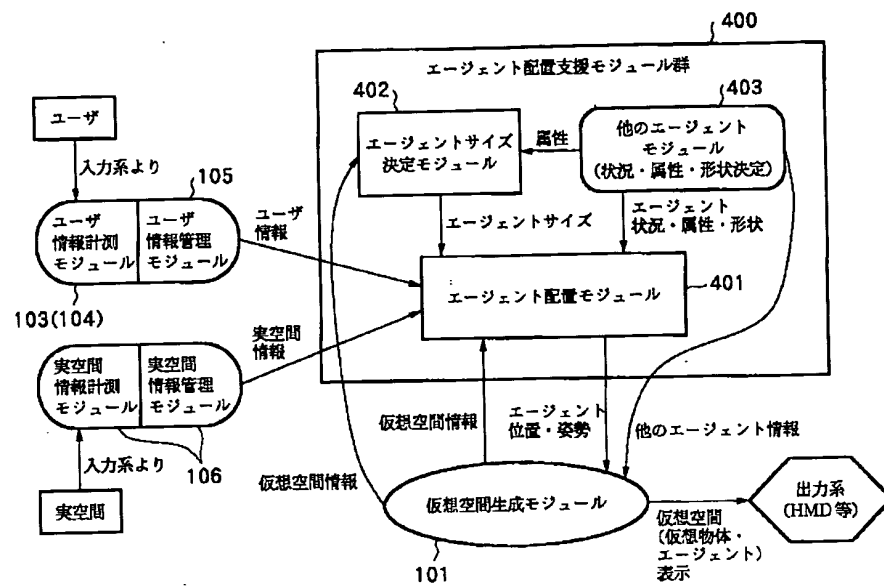 400
エージェント配置支援モジュール群
402
403
ユーザ
エージェントサイズ
決定モジュール
属性
他のエージェント
モジュール
(状況・属性・形状決定)
入力系より
105
ユーザ
情報計測
モジュール
ユーザ
情報管理
モジュール
ユーザ
情報
エージェントサイズ
エージェント
状況・属性・形状
エージェント配置モジュール
401
103(104)
実空間
情報
実空間
情報計測
モジュール
実空間
情報管理
モジュール
入力系より
106
実空間
仮想空間情報
仮想空間情報
エージェント
位置・姿勢
他のエージェント情報
仮想空間生成モジュール
101
仮想空間
(仮想物体・
エージェント)
表示
出力系
(HMD等)